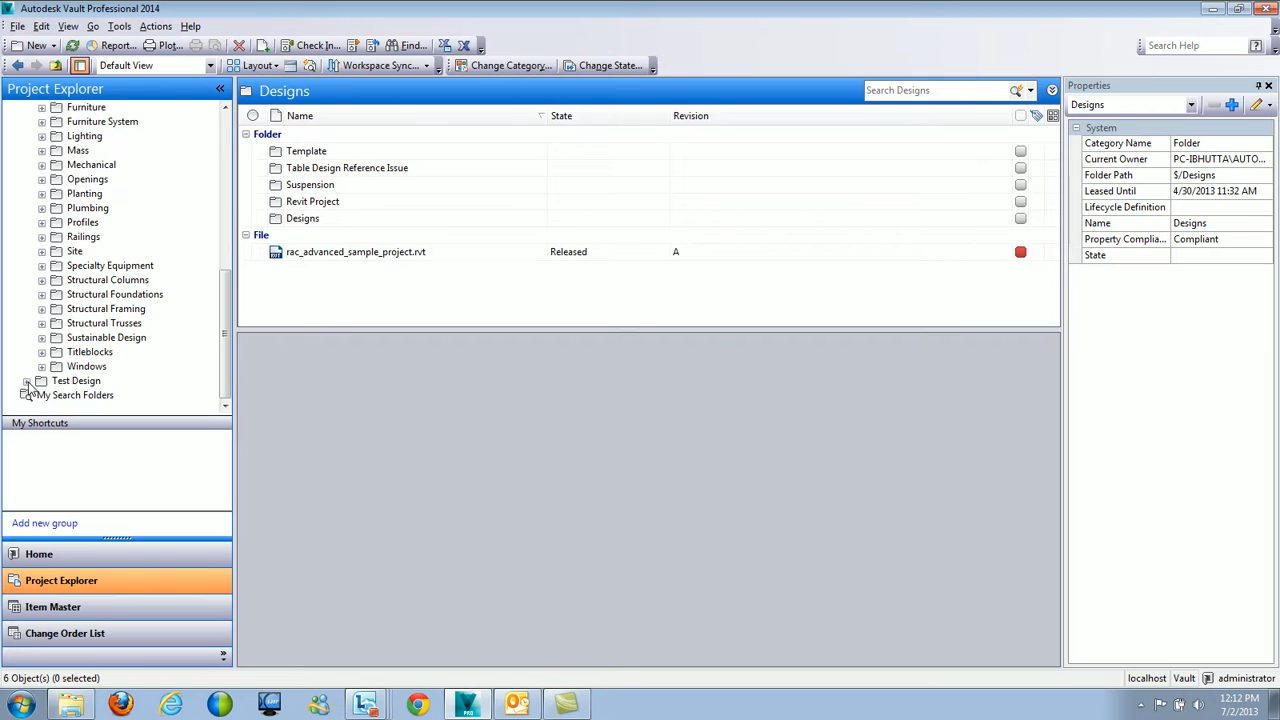 Autodesk Vault Professional 2014
File Edit View Go Tools Actions Help
New Report... Plot... Check In... Find... Search Help
Default View Layout Workspace Sync... Change Category... Change State...
Project Explorer
Furniture
Furniture System
Lighting
Mass
Mechanical
Openings
Planting
Plumbing
Profiles
Railings
Site
Specialty Equipment
Structural Columns
Structural Foundations
Structural Framing
Structural Trusses
Sustainable Design
Titleblocks
Windows
Test Design
My Search Folders
My Shortcuts
Add new group
Home
Project Explorer
Item Master
Change Order List
Designs Search Designs
Name State Revision
Folder
Template
Table Design Reference Issue
Suspension
Revit Project
Designs
File
rac_advanced_sample_project.rvt Released A
Properties
Designs
System
Category Name Folder
Current Owner PC-IBHUTTA\AUTO...
Folder Path $/Designs
Leased Until 4/30/2013 11:32 AM
Lifecycle Definition
Name Designs
Property Complia... Compliant
State
6 Object(s) (0 selected) localhost Vault administrator
PRO
12:12 PM
7/2/2013